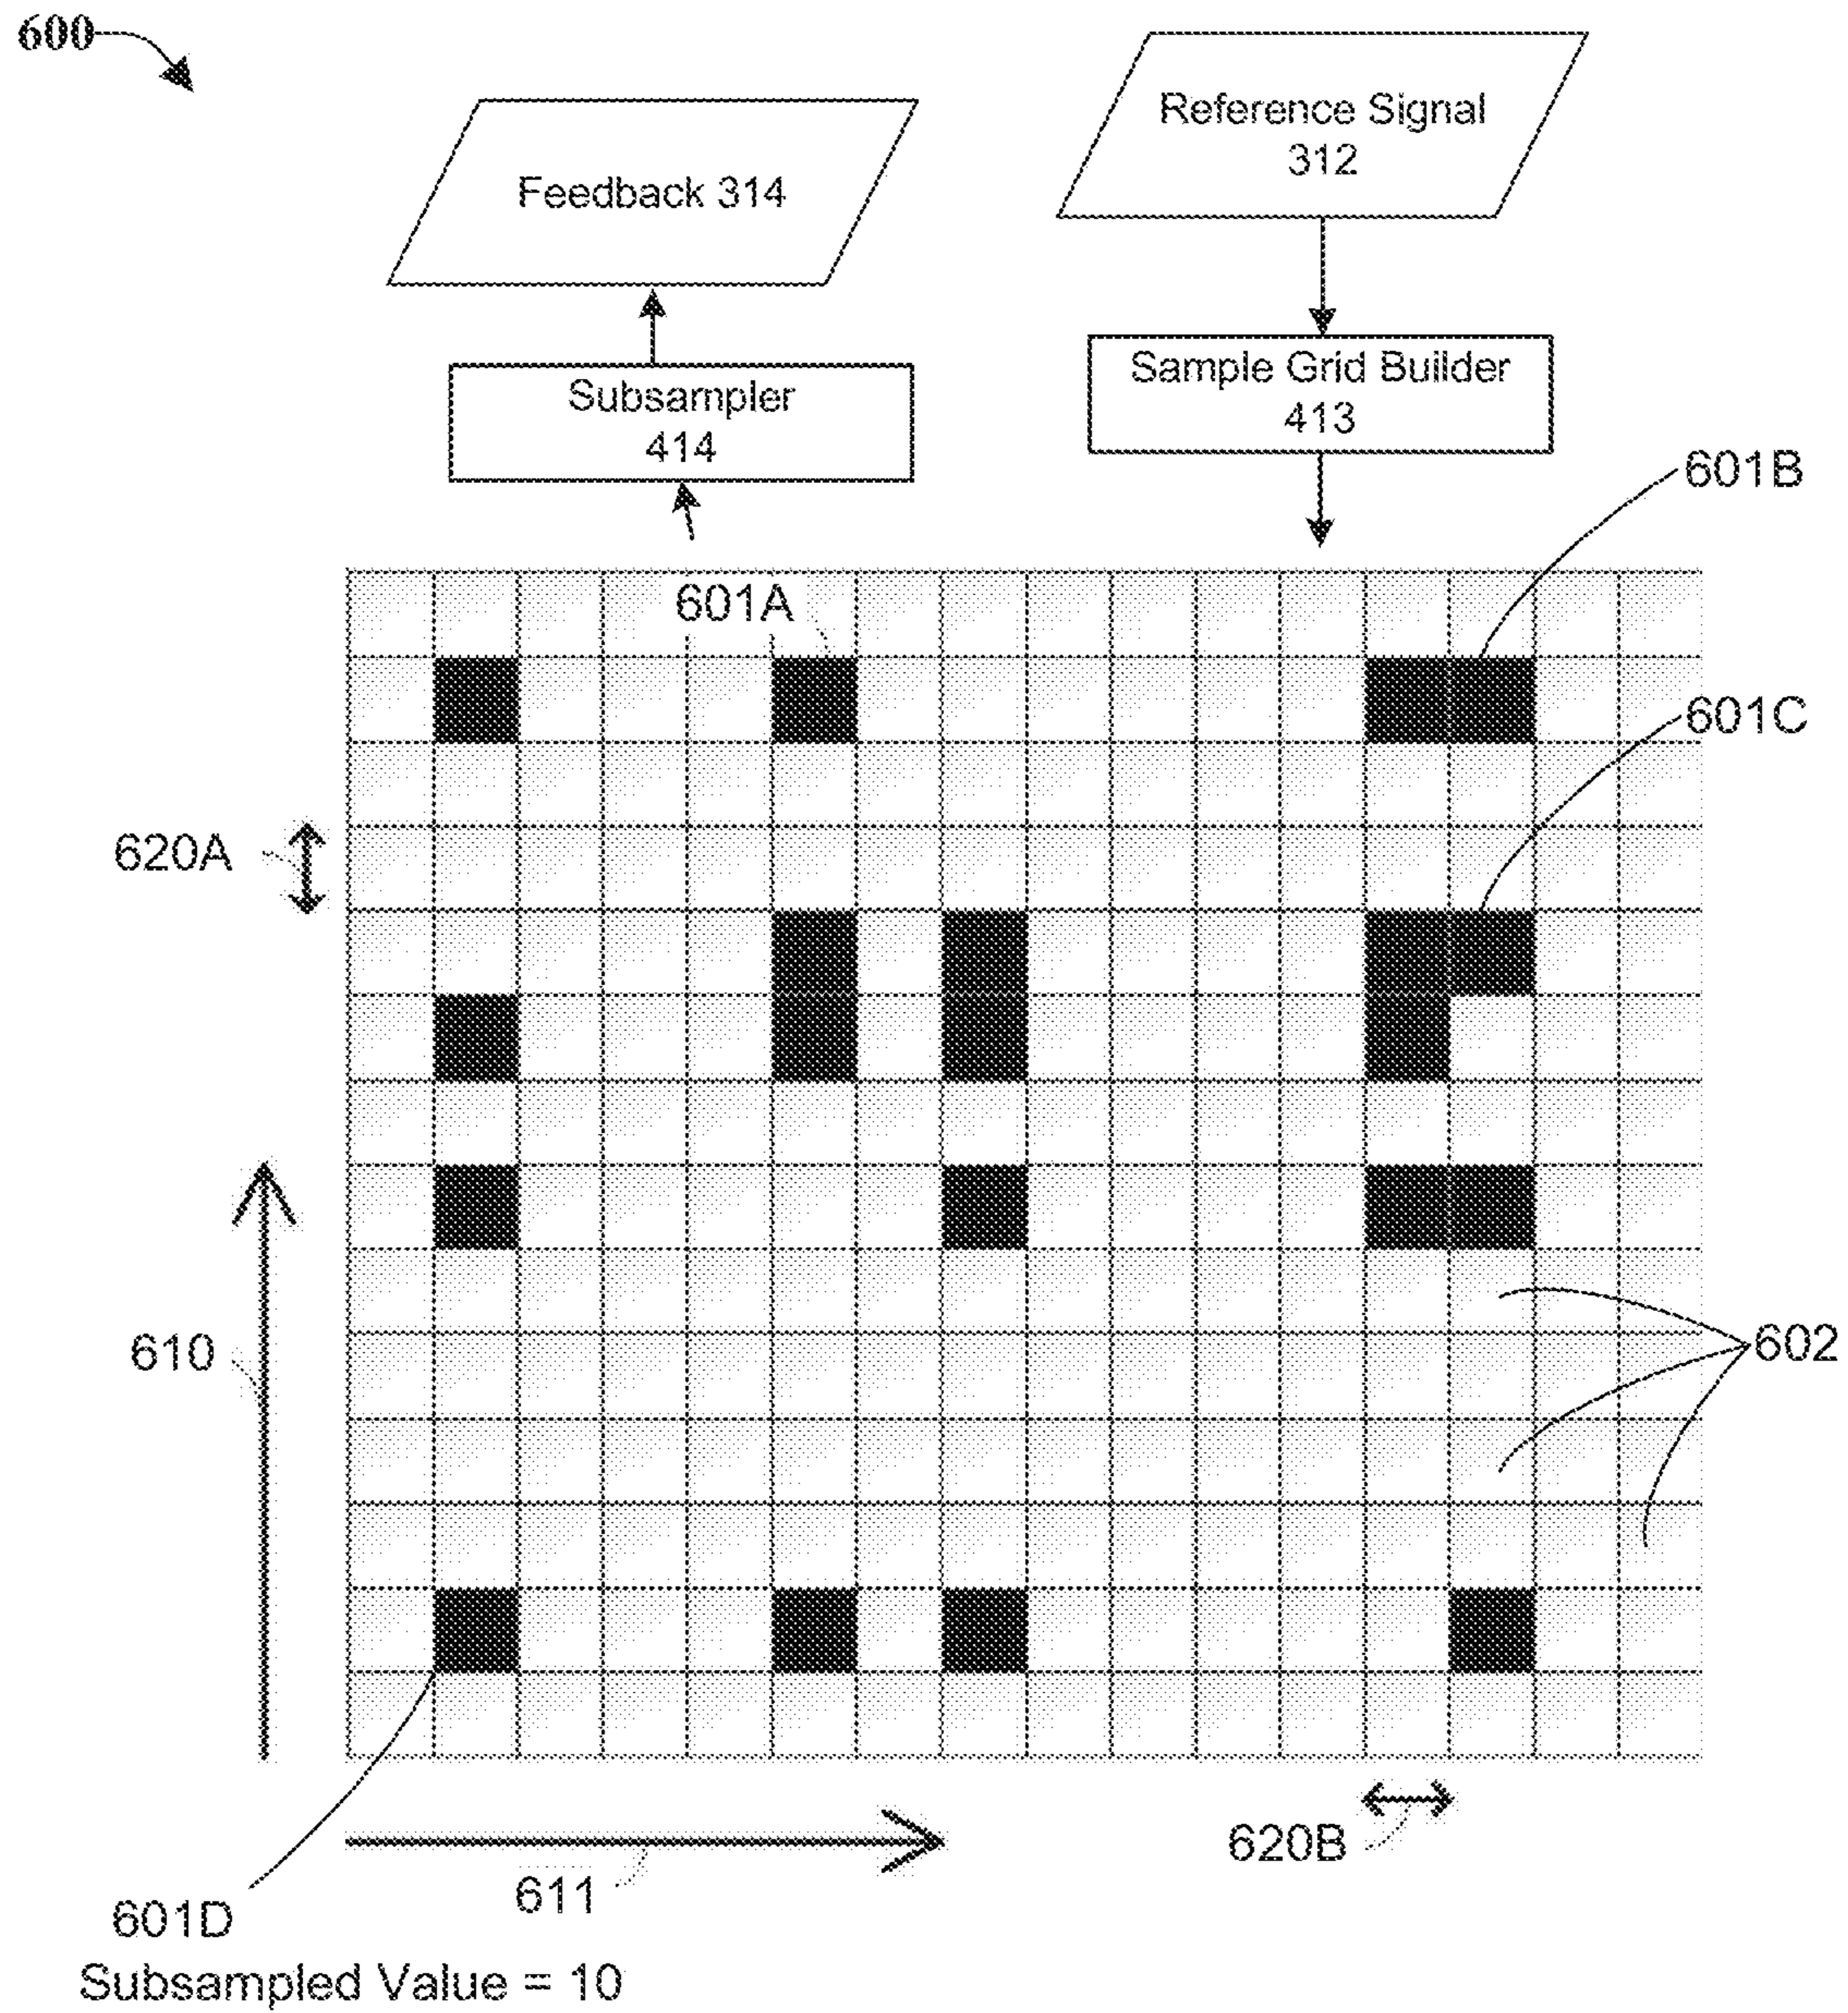 600
Reference Signal
312
Feedback 314
Sample Grid Builder
413
Subsampler
414
601B
601A
601C
620A
610
602
620B
611
601D
Subsampled Value = 10